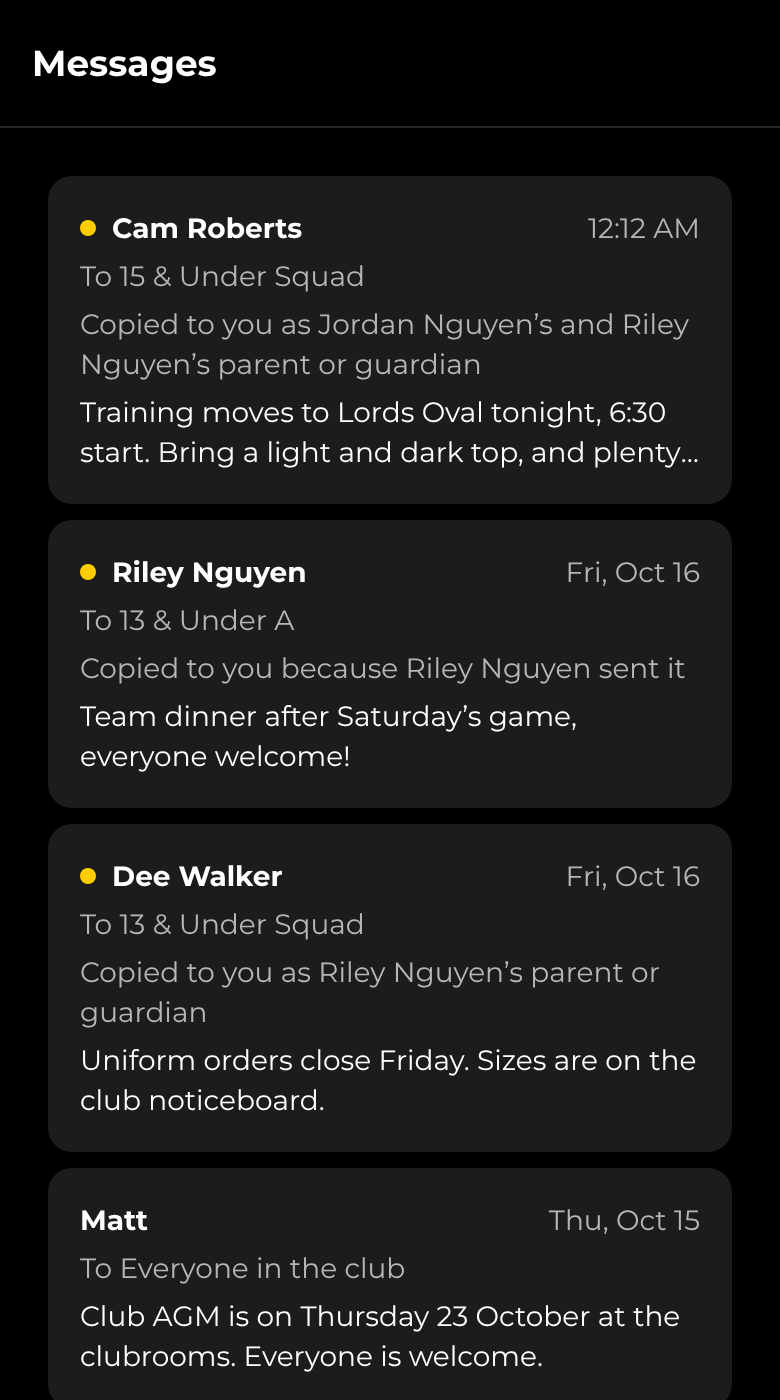 Messages
Cam Roberts 12:12 AM
To 15 & Under Squad
Copied to you as Jordan Nguyen’s and Riley
Nguyen’s parent or guardian
Training moves to Lords Oval tonight, 6:30
start. Bring a light and dark top, and plenty…
Riley Nguyen Fri, Oct 16
To 13 & Under A
Copied to you because Riley Nguyen sent it
Team dinner after Saturday’s game,
everyone welcome!
Dee Walker Fri, Oct 16
To 13 & Under Squad
Copied to you as Riley Nguyen’s parent or
guardian
Uniform orders close Friday. Sizes are on the
club noticeboard.
Matt Thu, Oct 15
To Everyone in the club
Club AGM is on Thursday 23 October at the
clubrooms. Everyone is welcome.